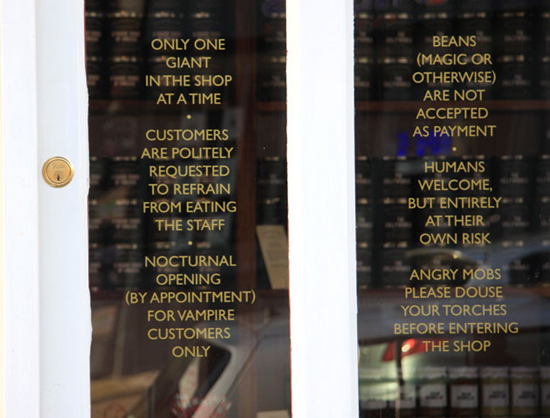 ONLY ONE
GIANT
IN THE SHOP
AT A TIME
•
CUSTOMERS
ARE POLITELY
REQUESTED
TO REFRAIN
FROM EATING
THE STAFF
•
NOCTURNAL
OPENING
(BY APPOINTMENT)
FOR VAMPIRE
CUSTOMERS
ONLY
BEANS
(MAGIC OR
OTHERWISE)
ARE NOT
ACCEPTED
AS PAYMENT
•
HUMANS
WELCOME,
BUT ENTIRELY
AT THEIR
OWN RISK
ANGRY MOBS
PLEASE DOUSE
YOUR TORCHES
BEFORE ENTERING
THE SHOP